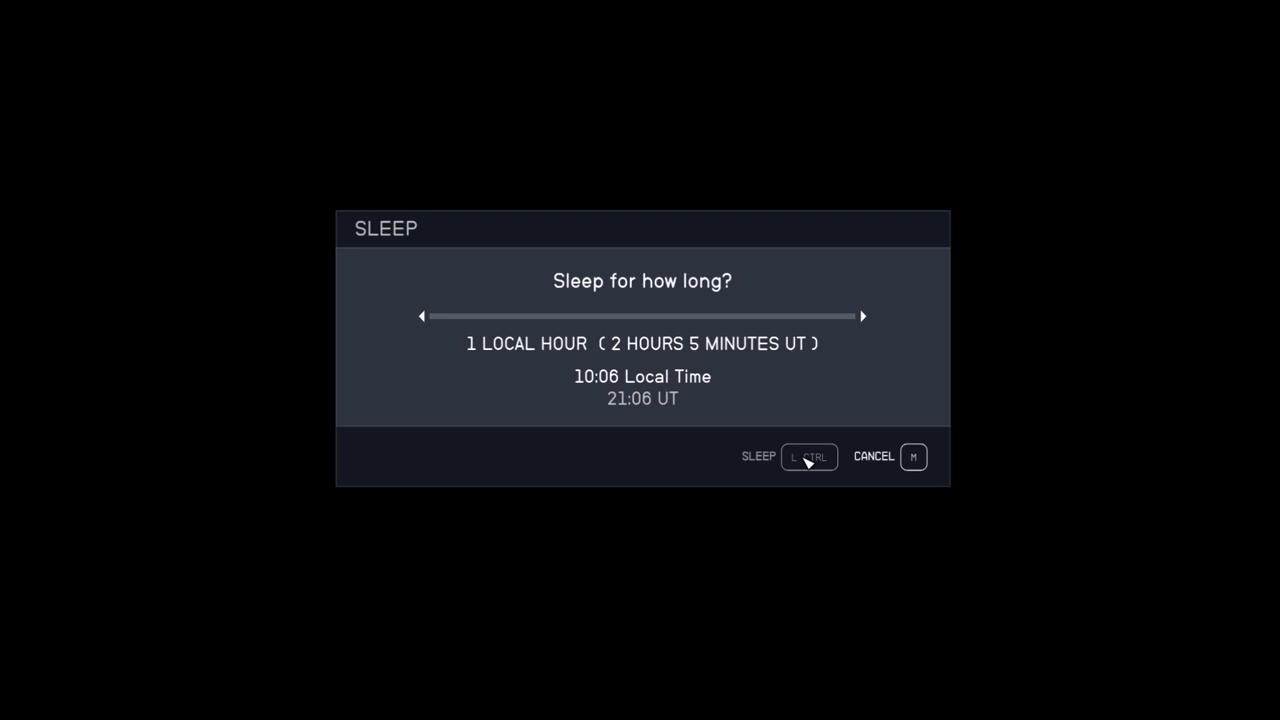 SLEEP
Sleep for how long?
1 LOCAL HOUR ( 2 HOURS 5 MINUTES UT )
10:06 Local Time
21:06 UT
SLEEP L CTRL CANCEL M